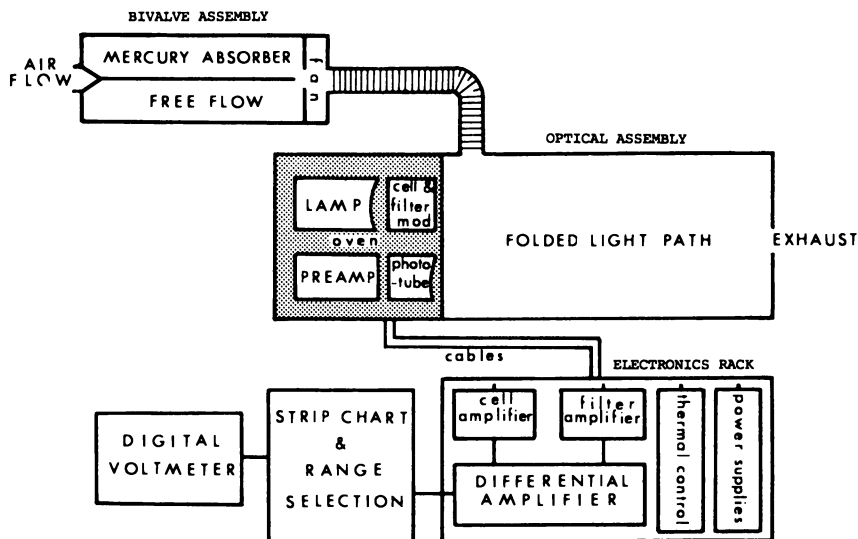 BIVALVE ASSEMBLY
AIR
FLOW
MERCURY ABSORBER
FREE FLOW
fan
OPTICAL ASSEMBLY
LAMP
cell &
filter
mod
oven
PREAMP
photo
-tube
FOLDED LIGHT PATH
EXHAUST
cables
ELECTRONICS RACK
cell
amplifier
filter
amplifier
thermal control
power supplies
DIFFERENTIAL
AMPLIFIER
STRIP CHART
&
RANGE
SELECTION
DIGITAL
VOLTMETER